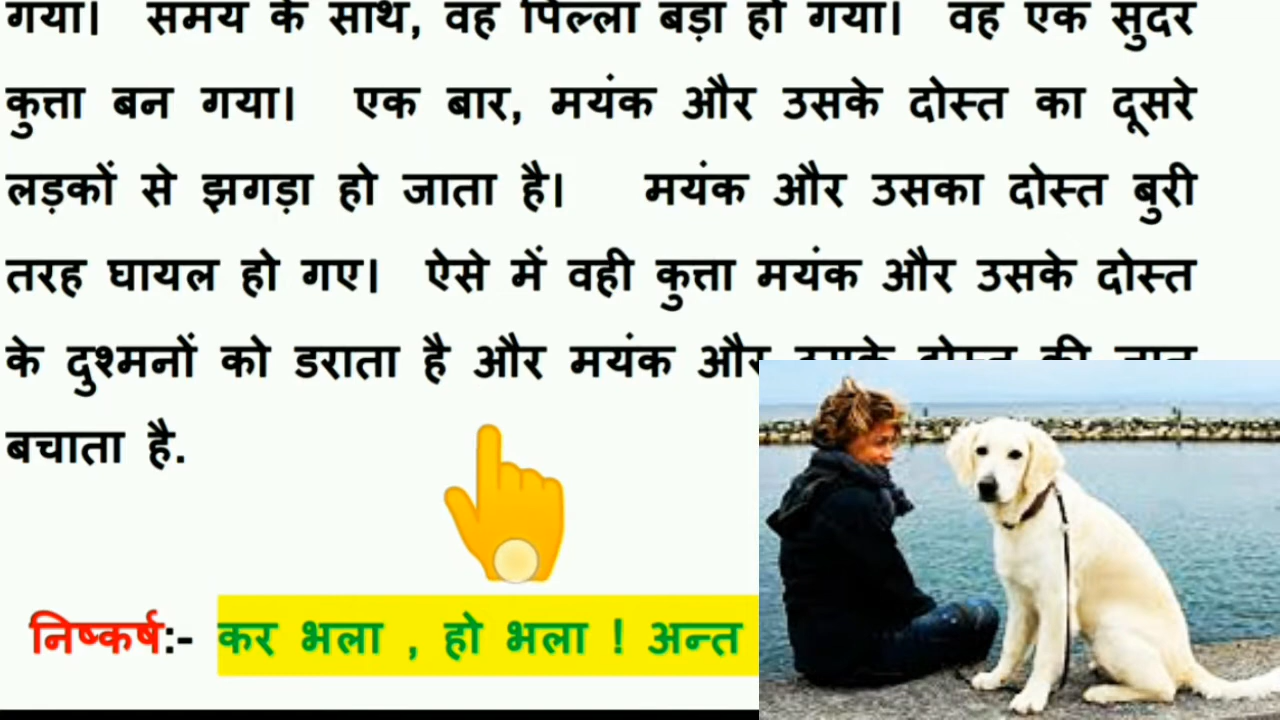 गया। समय के साथ, वह पिल्ला बड़ा हो गया। वह एक सुंदर
कुत्ता बन गया। एक बार, मयंक और उसके दोस्त का दूसरे
लड़कों से झगड़ा हो जाता है। मयंक और उसका दोस्त बुरी
तरह घायल हो गए। ऐसे में वही कुत्ता मयंक और उसके दोस्त
के दुश्मनों को डराता है और मयंक और
बचाता है.
निष्कर्ष:- कर भला , हो भला ! अन्त